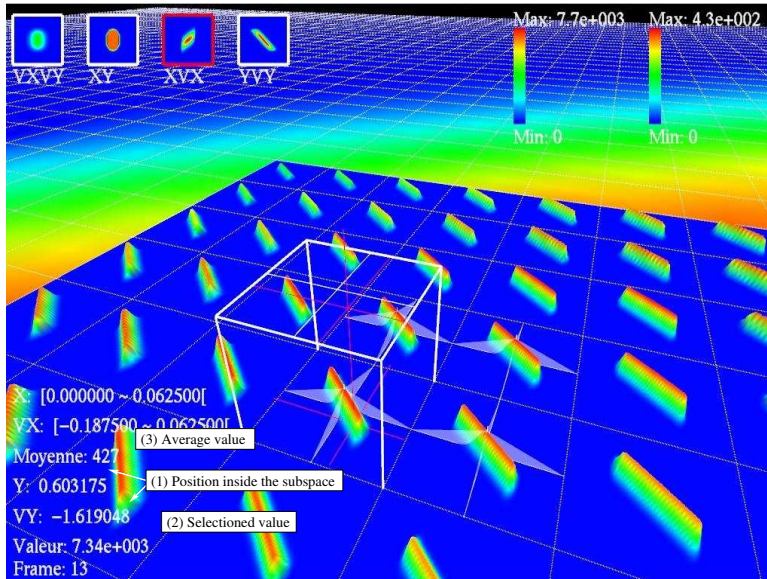 VXVY
XY
XVX
YVY
Max: 7.7e+003
Max: 4.3e+002
Min: 0
Min: 0
X: [0.000000 ~ 0.062500[
VX: [−0.187500 ~ 0.062500[
(3) Average value
Moyenne: 427
(1) Position inside the subspace
Y: 0.603175
VY: −1.619048
(2) Selectioned value
Valeur: 7.34e+003
Frame: 13